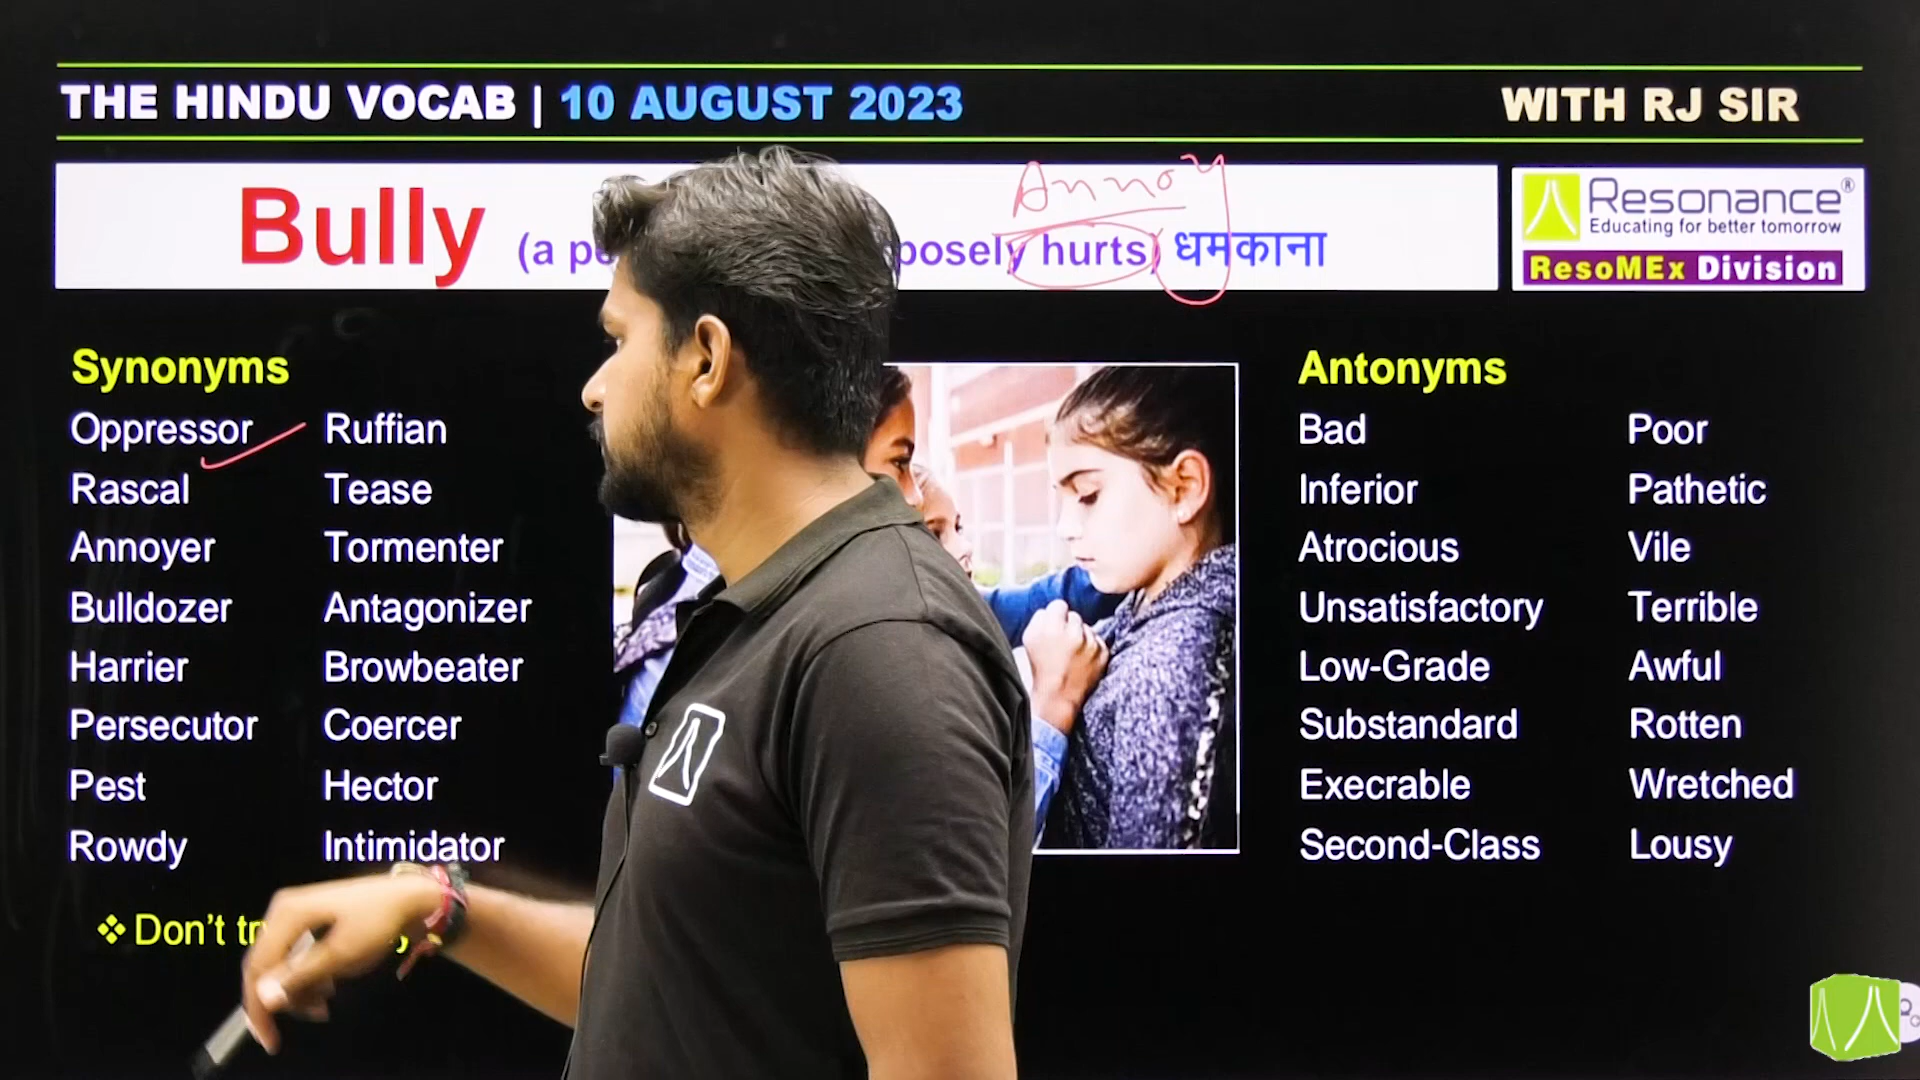 THE HINDU VOCAB | 10 AUGUST 2023
WITH RJ SIR
Annoy
Bully (a posely hurts) धमकाना
Resonance®
Educating for better tomorrow
ResoMEx Division
Synonyms
Oppressor Ruffian
Rascal Tease
Annoyer Tormenter
Bulldozer Antagonizer
Harrier Browbeater
Persecutor Coercer
Pest Hector
Rowdy Intimidator
❖Don't
Antonyms
Bad Poor
Inferior Pathetic
Atrocious Vile
Unsatisfactory Terrible
Low-Grade Awful
Substandard Rotten
Execrable Wretched
Second-Class Lousy